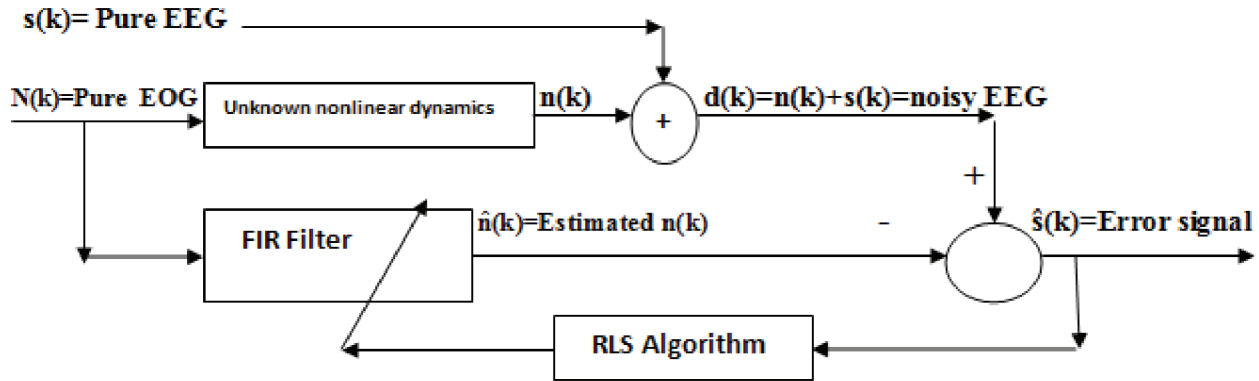 s(k)= Pure EEG
N(k)=Pure EOG
Unknown nonlinear dynamics
n(k)
+
d(k)=n(k)+s(k)=noisy EEG
+
FIR Filter
n̂(k)=Estimated n(k)
-
ŝ(k)=Error signal
RLS Algorithm